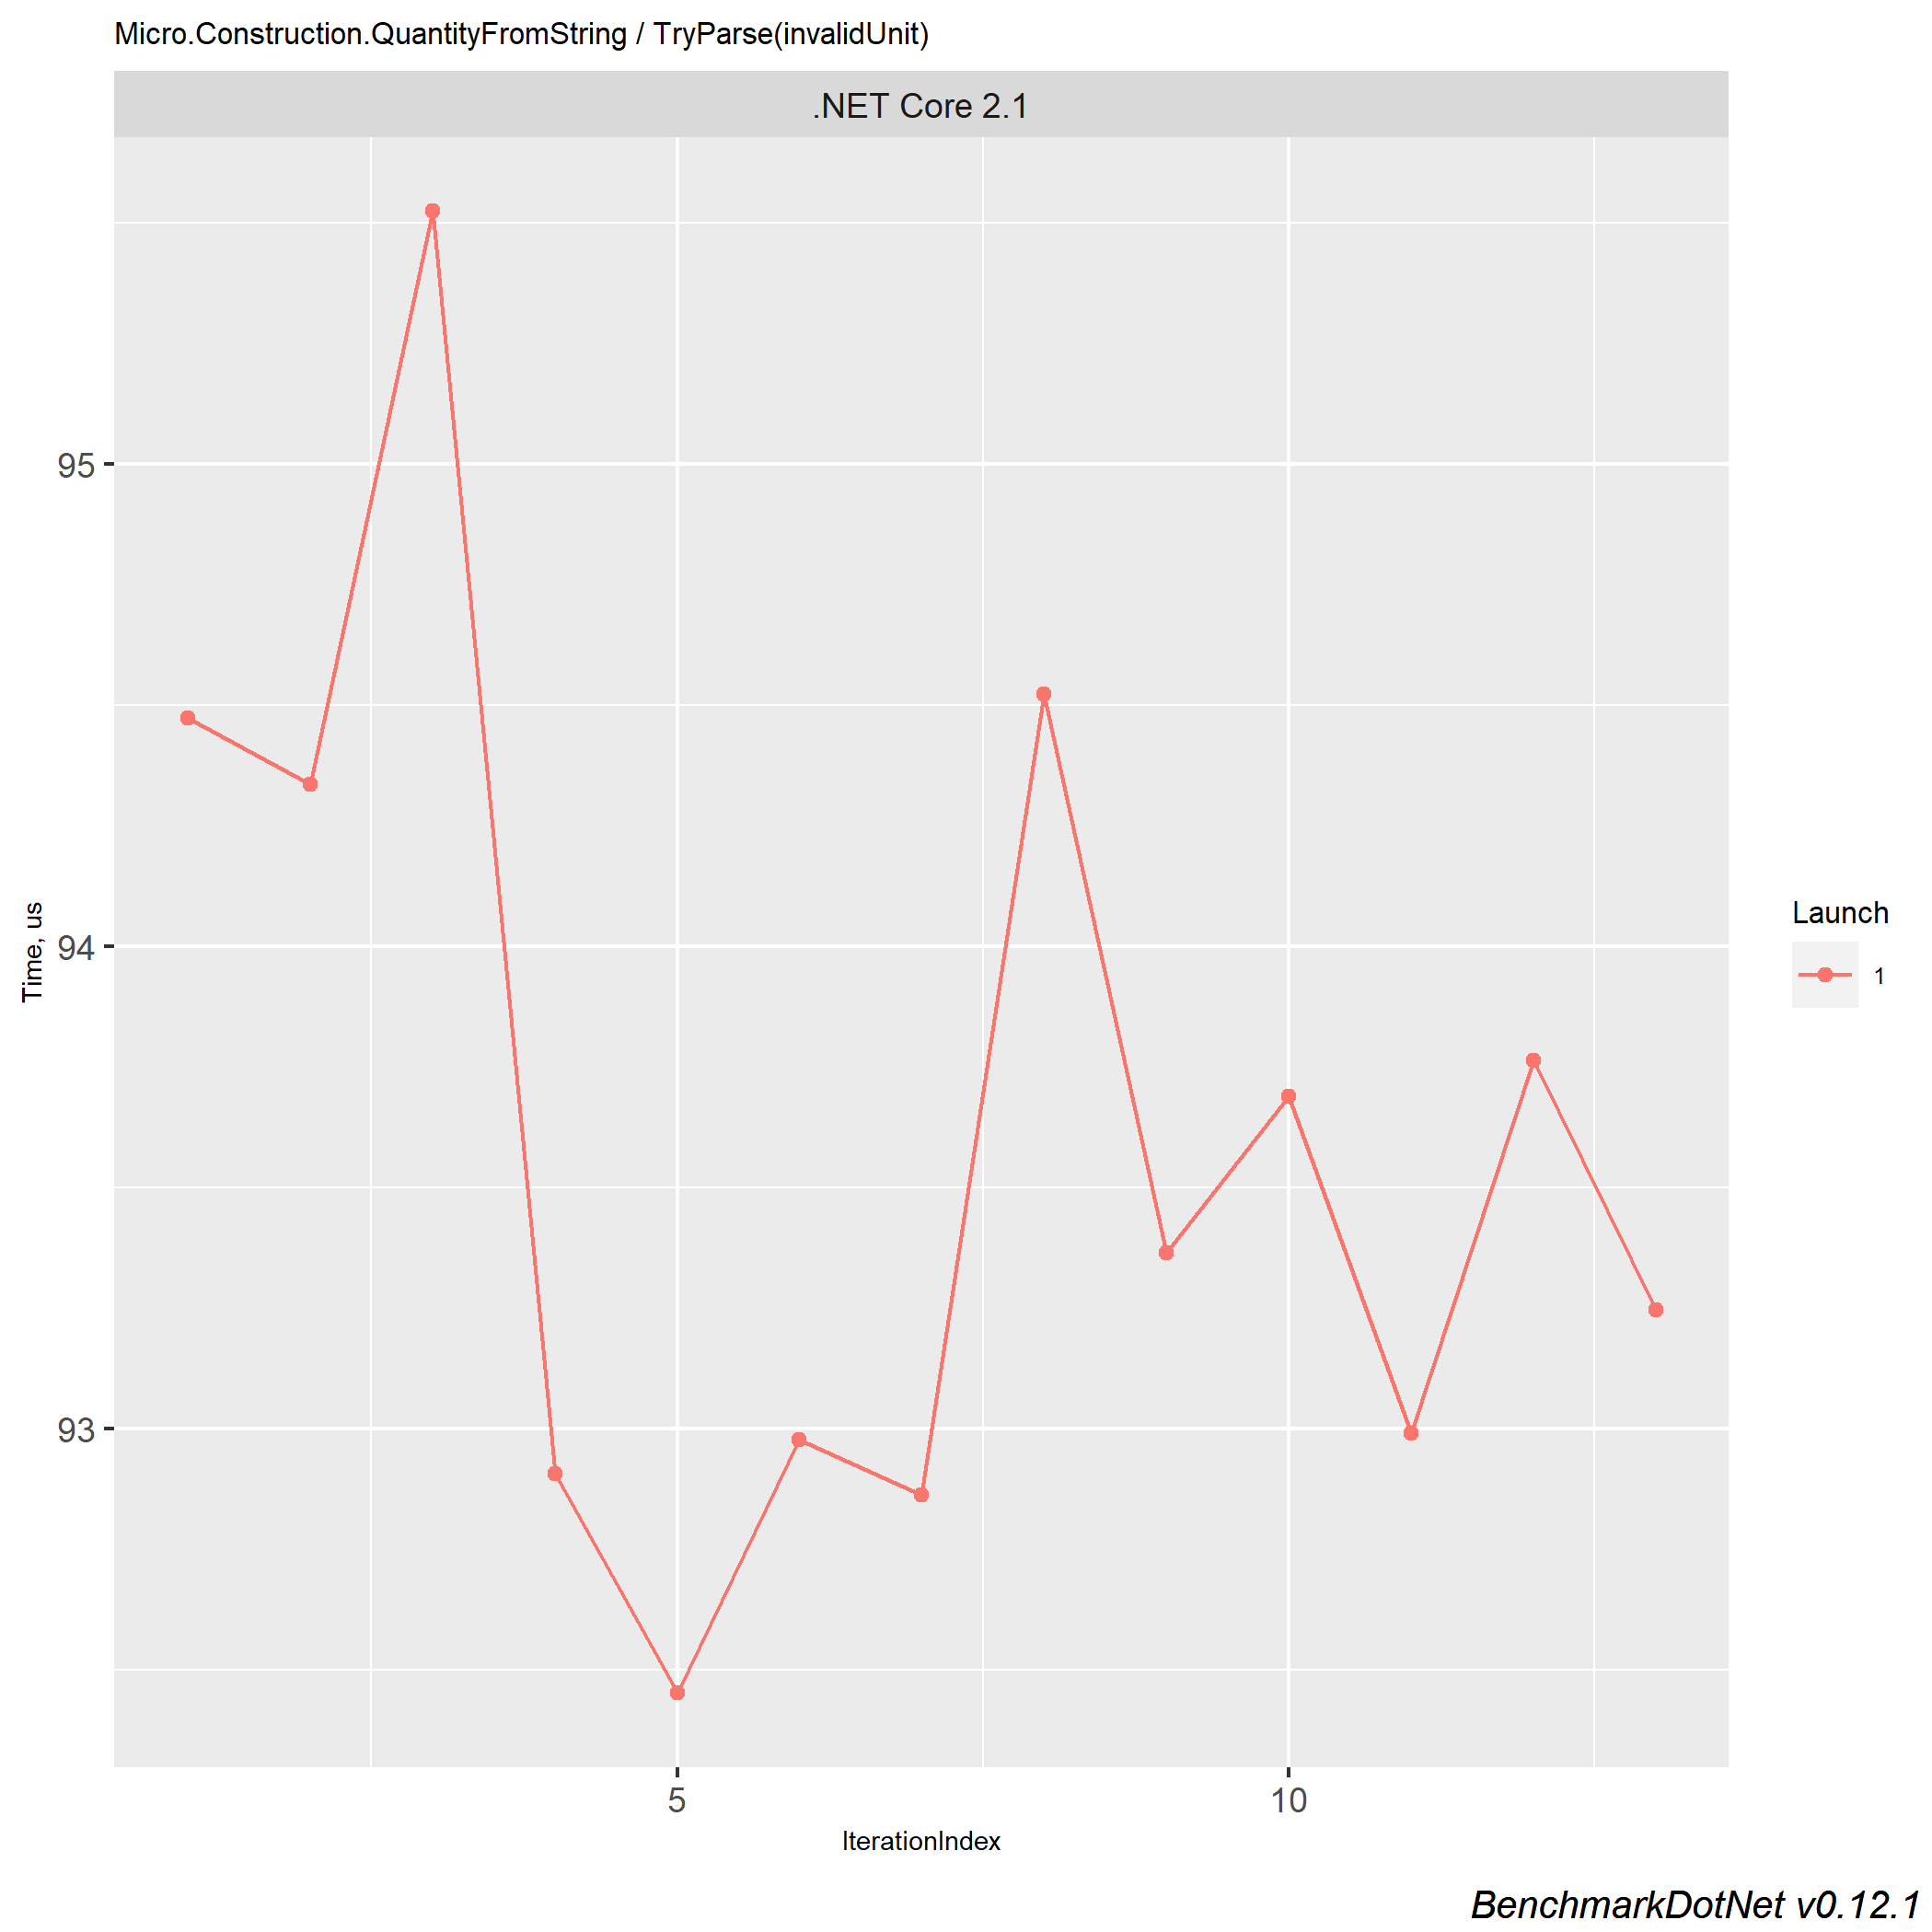 Micro.Construction.QuantityFromString / TryParse(invalidUnit)
.NET Core 2.1
95
94
93
Time, us
5
10
IterationIndex
Launch
1
BenchmarkDotNet v0.12.1